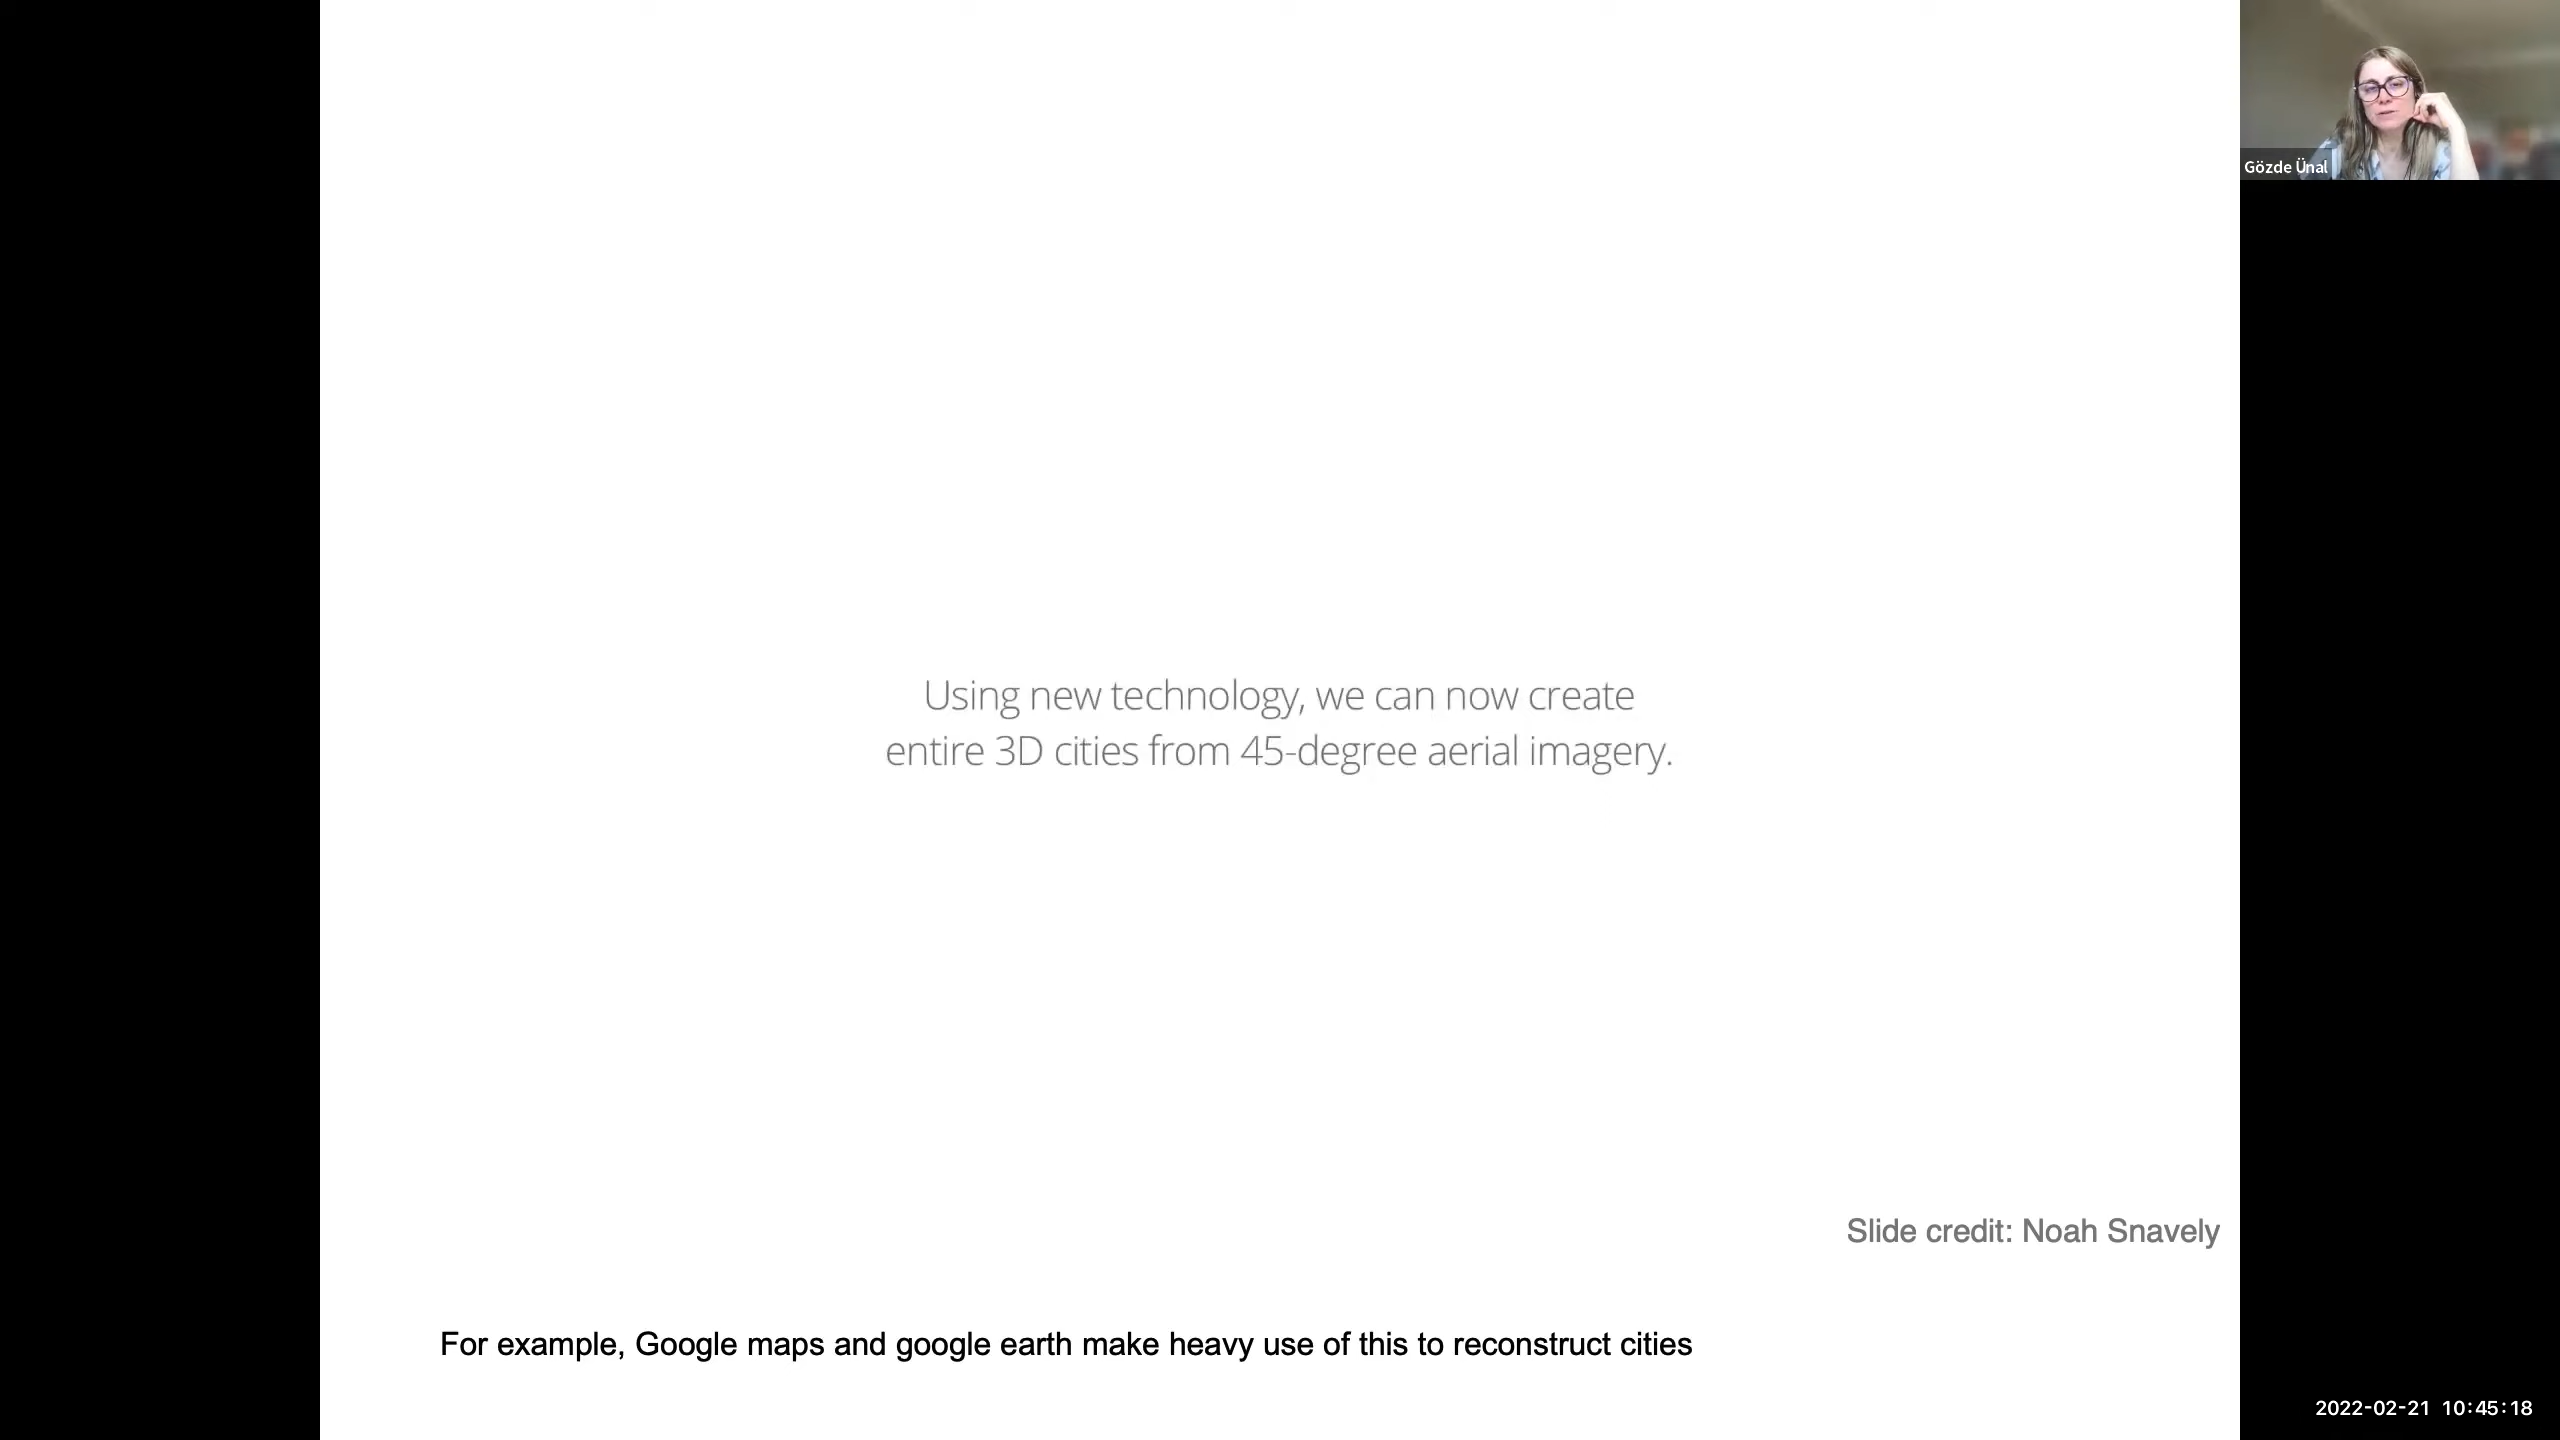 Gözde Ünal
Using new technology, we can now create
entire 3D cities from 45-degree aerial imagery.
Slide credit: Noah Snavely
For example, Google maps and google earth make heavy use of this to reconstruct cities
2022-02-21 10:45:18